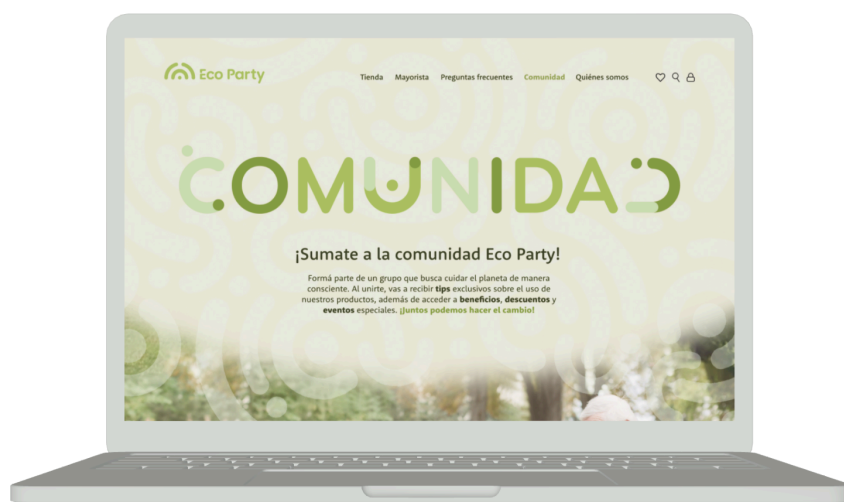 Eco Party
Tienda Mayorista Preguntas frecuentes Comunidad Quiénes somos
COMUNIDAD
¡Sumate a la comunidad Eco Party!
Formá parte de un grupo que busca cuidar el planeta de manera
consciente. Al unirte, vas a recibir tips exclusivos sobre el uso de
nuestros productos, además de acceder a beneficios, descuentos y
eventos especiales. ¡Juntos podemos hacer el cambio!